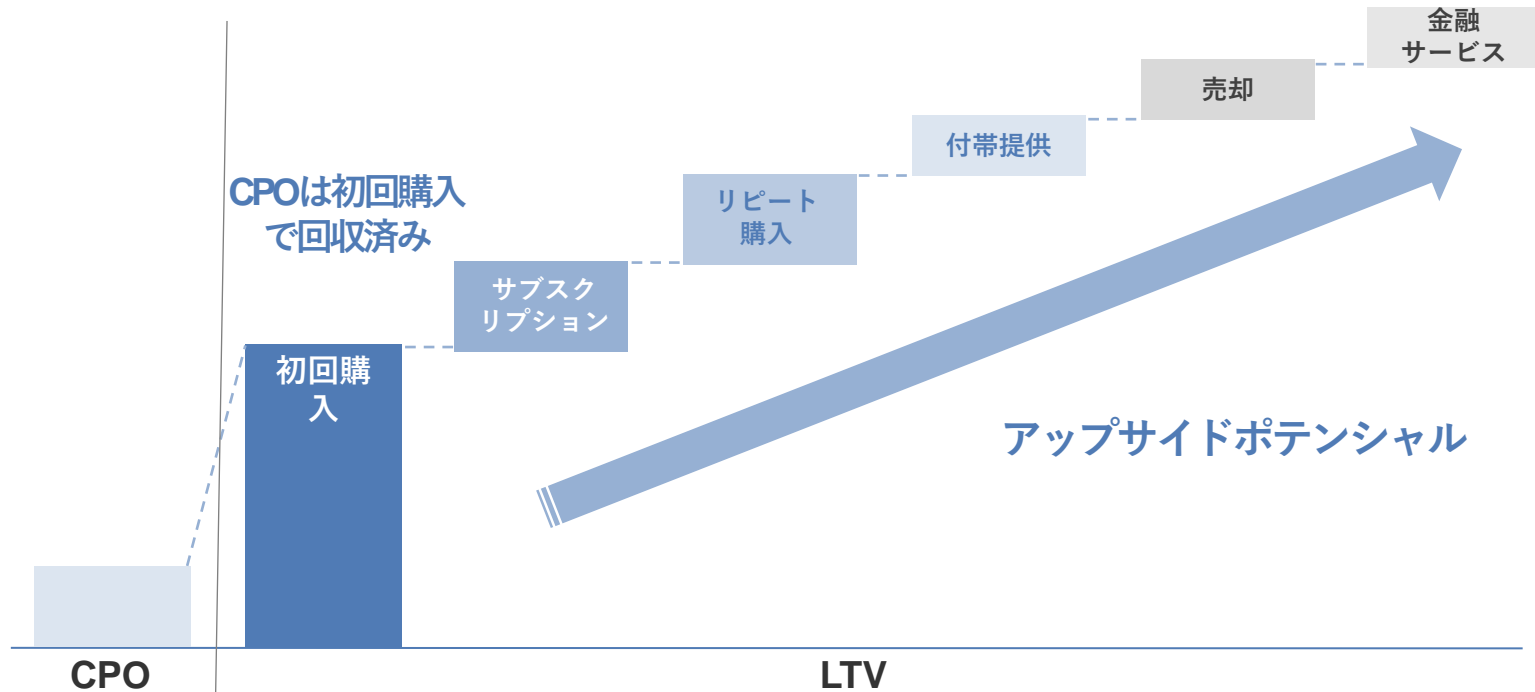 金融
サービス
売却
付帯提供
リピート
購入
CPOは初回購入
で回収済み
サブスク
リプション
初回購
入
アップサイドポテンシャル
CPO
LTV